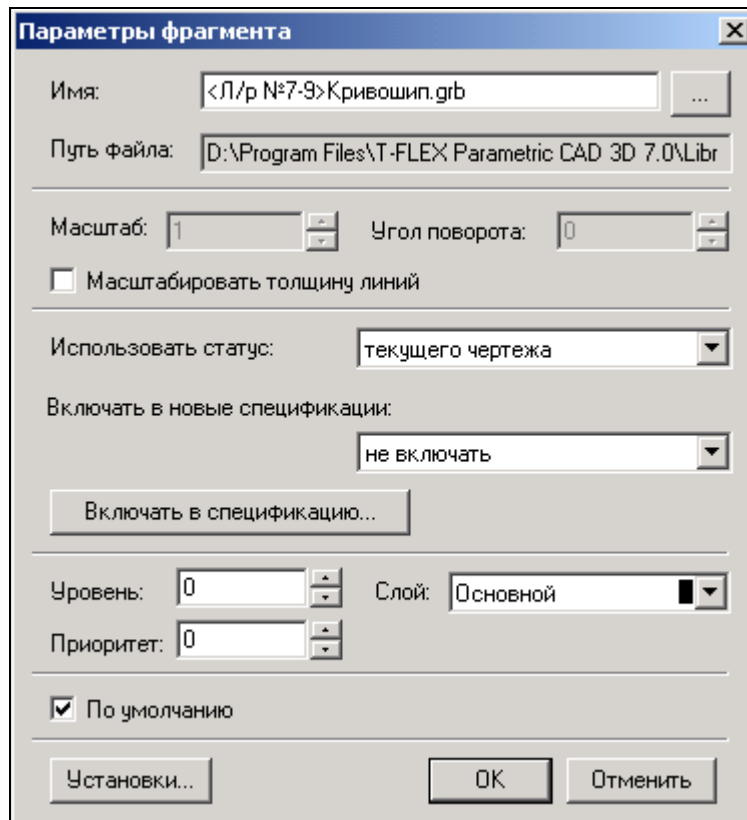 Параметры фрагмента
Имя: <Л/р №7-9>Кривошип.grb ...
Путь файла: D:\Program Files\T-FLEX Parametric CAD 3D 7.0\Libr
Масштаб: 1 Угол поворота: 0
Масштабировать толщину линий
Использовать статус: текущего чертежа
Включать в новые спецификации:
не включать
Включать в спецификацию...
Уровень: 0 Слой: Основной
Приоритет: 0
По умолчанию
Установки... OK Отменить